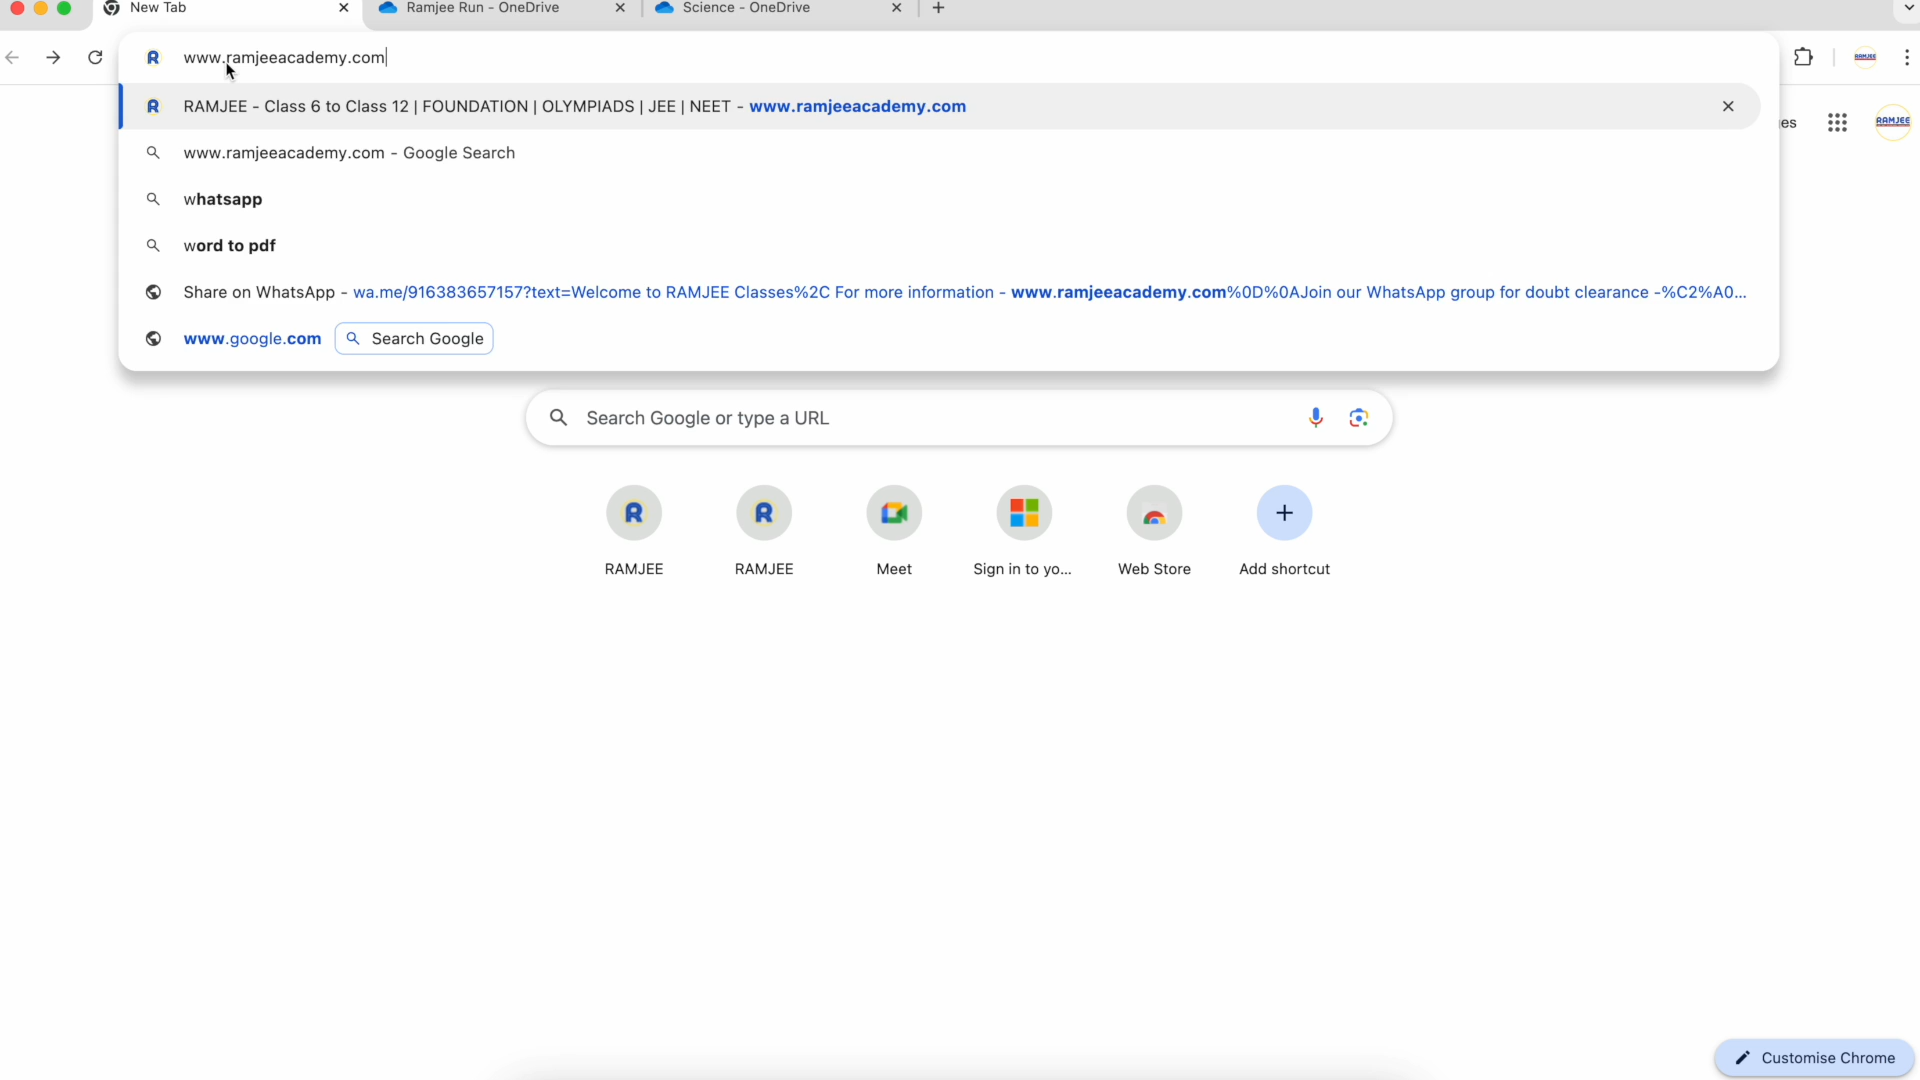 New Tab
Ramjee Run - OneDrive
Science - OneDrive
R www.ramjeeacademy.com
RAMJEE
R RAMJEE - Class 6 to Class 12 | FOUNDATION | OLYMPIADS | JEE | NEET - www.ramjeeacademy.com
es
RAMJEE
www.ramjeeacademy.com - Google Search
whatsapp
word to pdf
Share on WhatsApp - wa.me/916383657157?text=Welcome to RAMJEE Classes%2C For more information - www.ramjeeacademy.com%0D%0AJoin our WhatsApp group for doubt clearance -%C2%A0...
www.google.com Search Google
Search Google or type a URL
R R
RAMJEE RAMJEE Meet Sign in to yo... Web Store Add shortcut
Customise Chrome